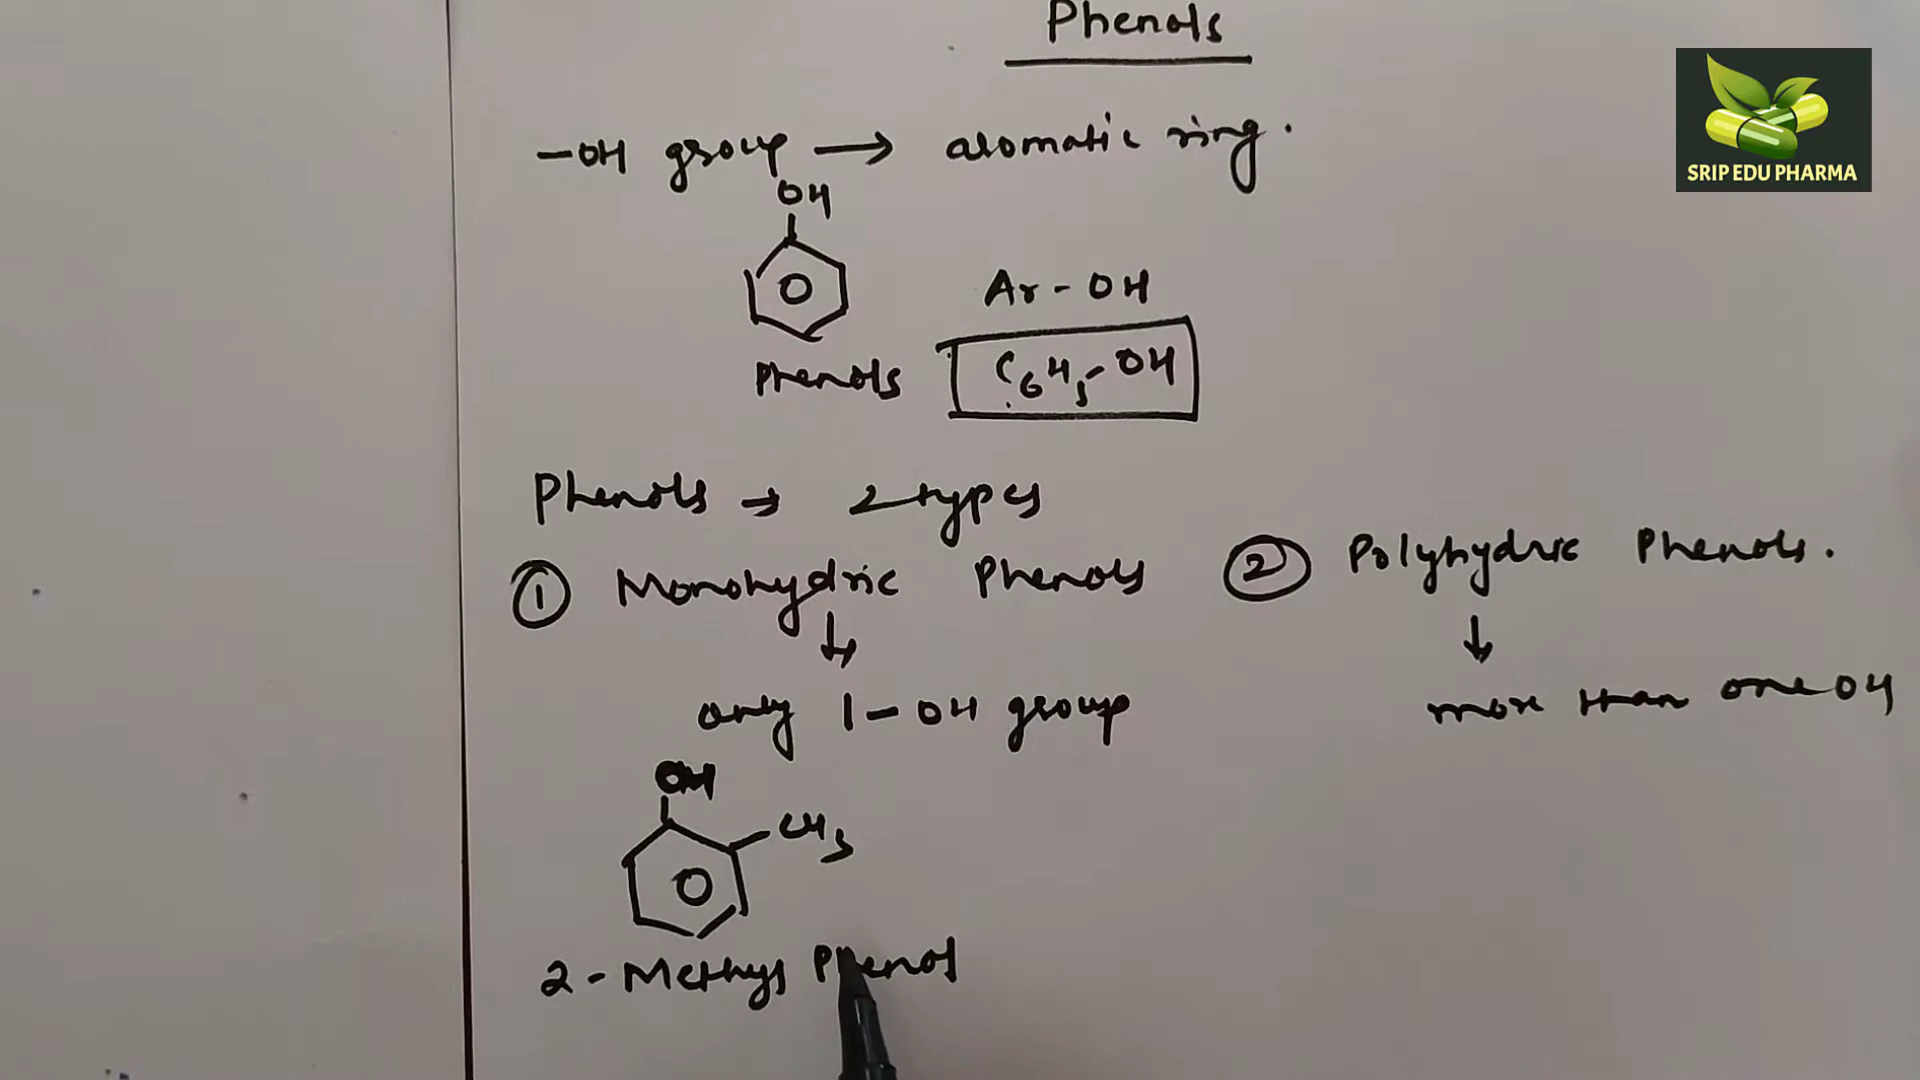 Phenols
-OH group → aromatic ring.
OH
Ar-OH
C6H5-OH
Phenols
Phenols → 2 types
① Monohydric Phenols
② Polyhydric Phenols.
↓
↓
only 1-OH group
more than one OH
OH
CH3
2-Methyl Phenol
SRIP EDU PHARMA